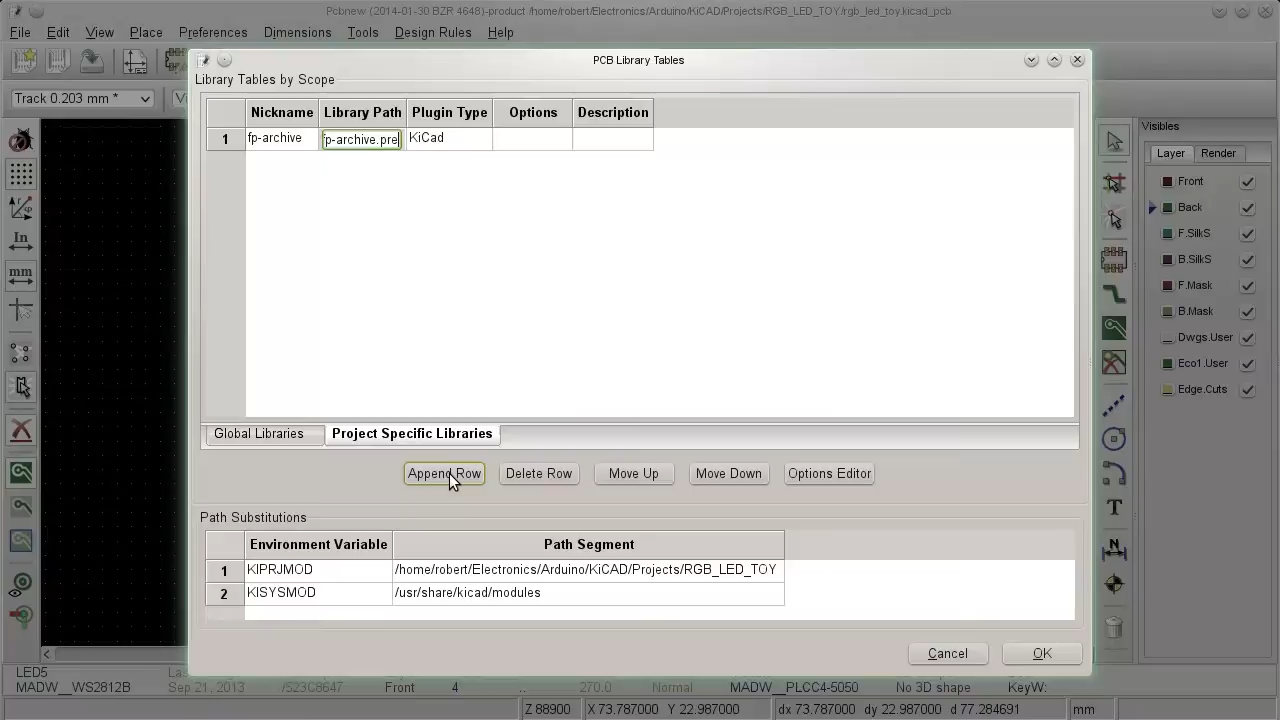 Pcbnew (2014-01-30 BZR 4648)-product /home/robert/Electronics/Arduino/KiCAD/Projects/RGB_LED_TOY/rgb_led_toy.kicad_pcb
File Edit View Place Preferences Dimensions Tools Design Rules Help
PCB Library Tables
Library Tables by Scope
Track 0.203 mm *
Nickname Library Path Plugin Type Options Description
1 fp-archive fp-archive.pre KiCad
Visibles
Layer Render
Front
Back
F.SilkS
B.SilkS
F.Mask
B.Mask
Dwgs.User
Eco1.User
Edge.Cuts
In
mm
Global Libraries Project Specific Libraries
Append Row Delete Row Move Up Move Down Options Editor
Path Substitutions
Environment Variable Path Segment
1 KIPRJMOD /home/robert/Electronics/Arduino/KiCAD/Projects/RGB_LED_TOY
2 KISYSMOD /usr/share/kicad/modules
T
N
Cancel OK
LED5
MADW__WS2812B Sep 21, 2013 /523C8647 Front 4 .. 270.0 Normal MADW__PLCC4-5050 No 3D shape KeyW:
Z 88900 X 73.787000 Y 22.987000 dx 73.787000 dy 22.987000 d 77.284691 mm